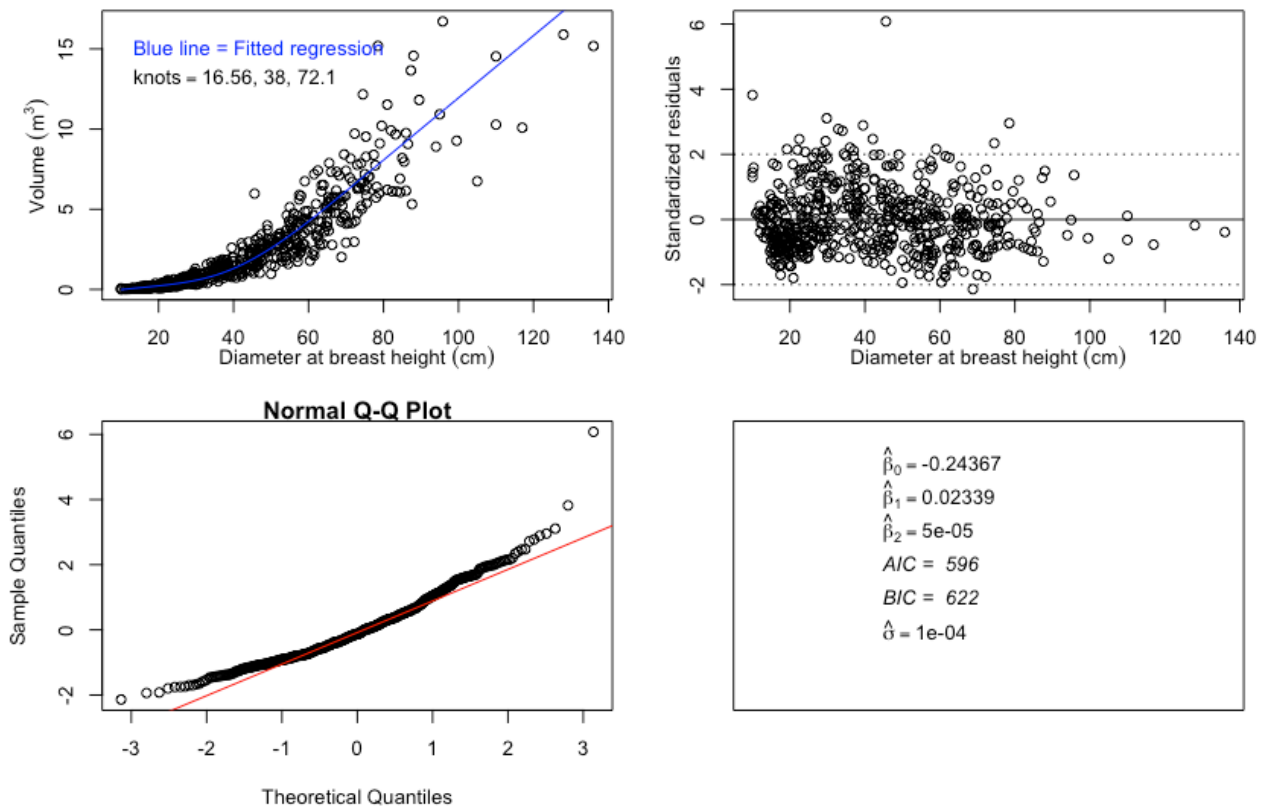 Blue line = Fitted regression
knots = 16.56, 38, 72.1
Volume (m³)
0 5 10 15
20 40 60 80 100 120 140
Diameter at breast height (cm)
Standardized residuals
-2 0 2 4 6
20 40 60 80 100 120 140
Diameter at breast height (cm)
Normal Q-Q Plot
Sample Quantiles
-2 0 2 4 6
-3 -2 -1 0 1 2 3
Theoretical Quantiles
β̂₀ = -0.24367
β̂₁ = 0.02339
β̂₂ = 5e-05
AIC = 596
BIC = 622
σ̂ = 1e-04